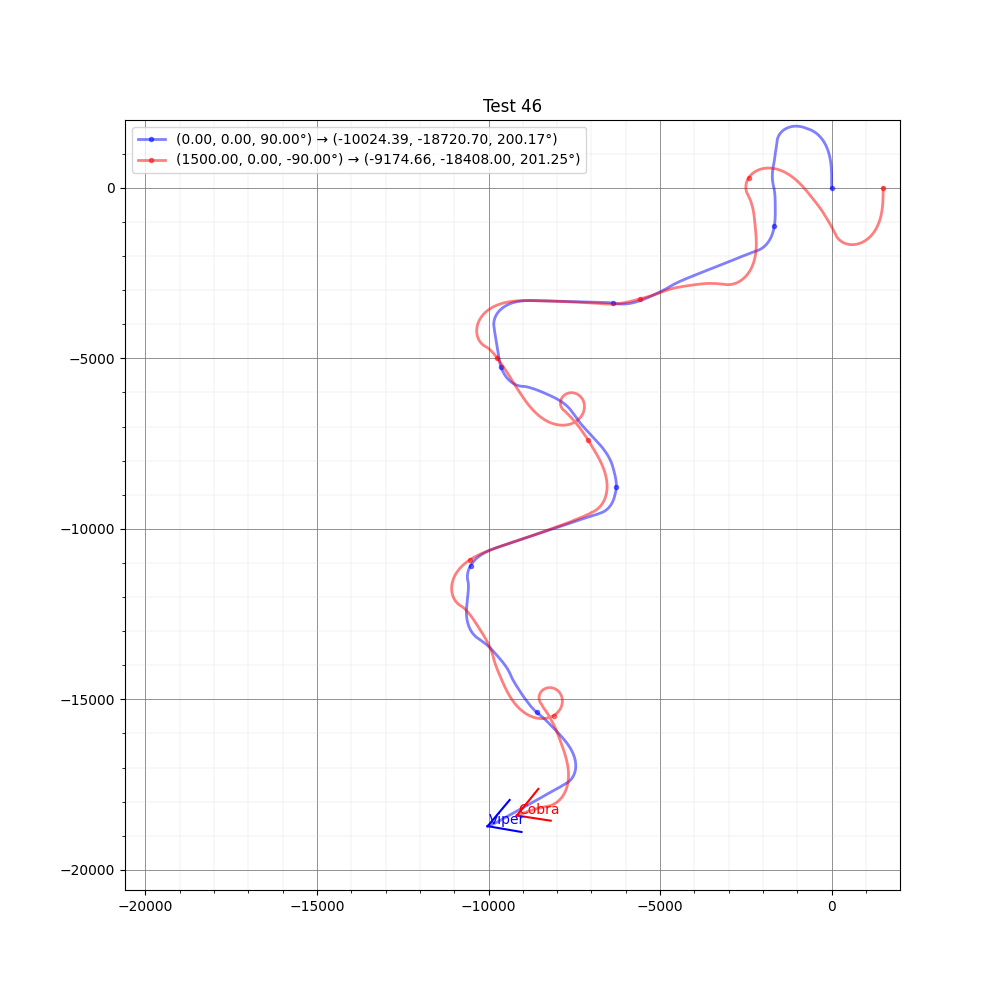 Test 46
(0.00, 0.00, 90.00°) → (-10024.39, -18720.70, 200.17°)
(1500.00, 0.00, -90.00°) → (-9174.66, -18408.00, 201.25°)
0
−5000
−10000
−15000
−20000
Cobra
Viper
−20000 −15000 −10000 −5000 0